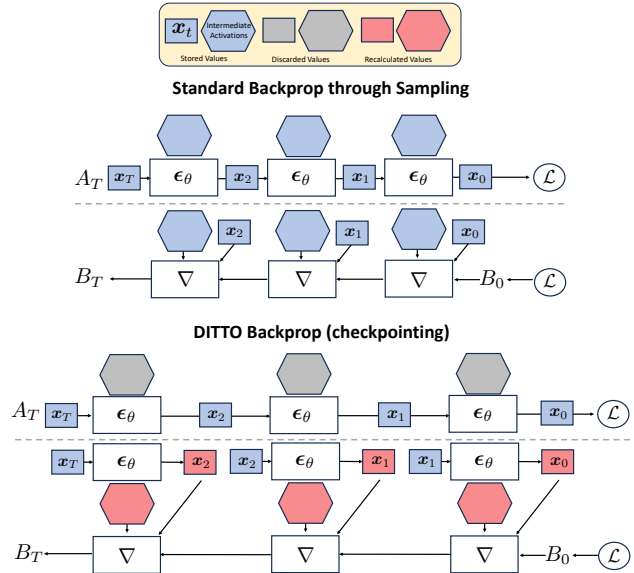 x_t Intermediate Activations
Stored Values Discarded Values Recalculated Values
Standard Backprop through Sampling
A_T x_T ϵ_θ x_2 ϵ_θ x_1 ϵ_θ x_0 ℒ
x_2 x_1 x_0
B_T ∇ ∇ ∇ B_0 ℒ
DITTO Backprop (checkpointing)
A_T x_T ϵ_θ x_2 ϵ_θ x_1 ϵ_θ x_0 ℒ
x_T ϵ_θ x_2 x_2 ϵ_θ x_1 x_1 ϵ_θ x_0
B_T ∇ ∇ ∇ B_0 ℒ